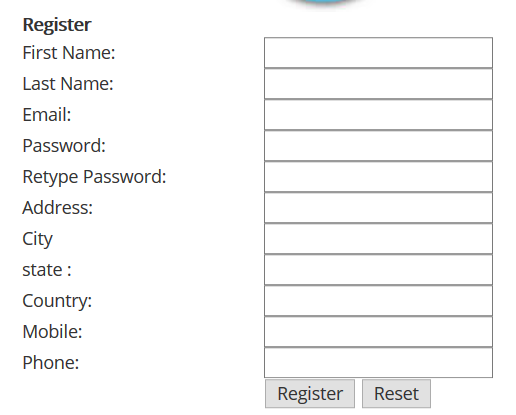 Register
First Name:
Last Name:
Email:
Password:
Retype Password:
Address:
City
state :
Country:
Mobile:
Phone:
Register Reset